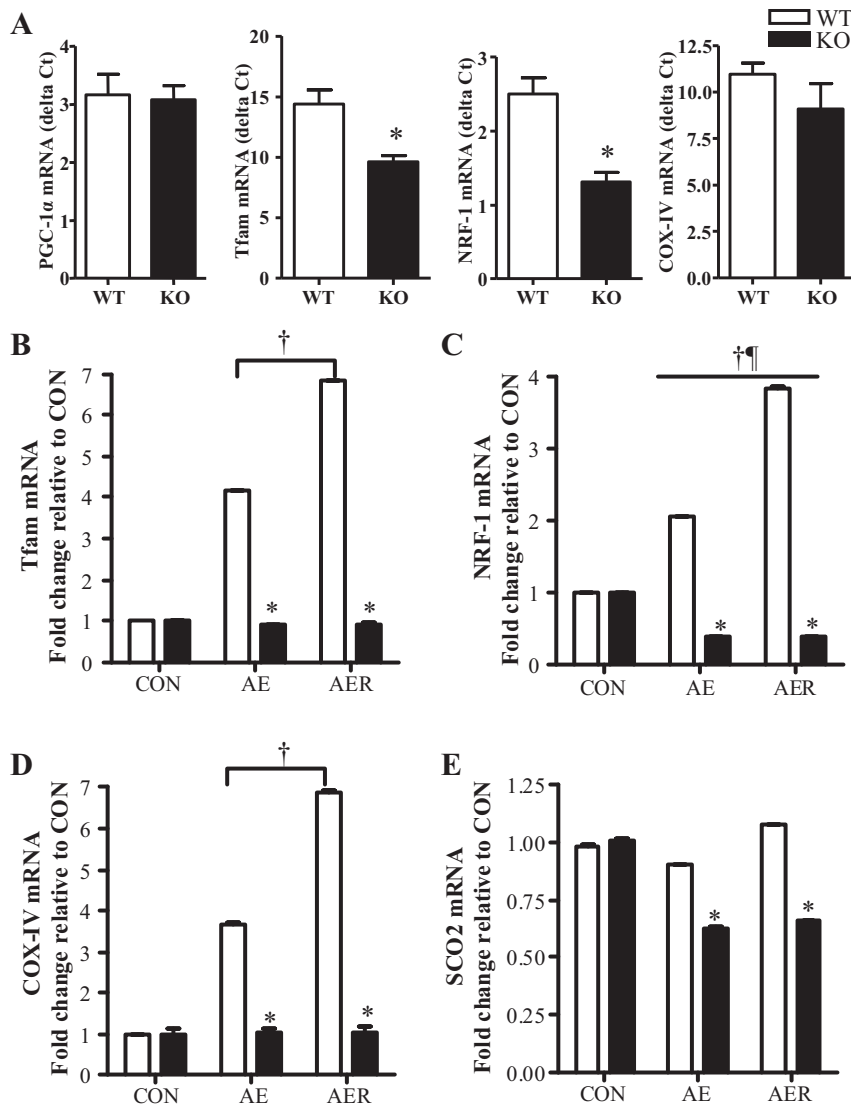 A
WT
KO
PGC-1α mRNA (delta Ct)
4
3
2
1
0
WT
KO
Tfam mRNA (delta Ct)
20
15
10
5
0
*
WT
KO
NRF-1 mRNA (delta Ct)
3
2
1
0
*
WT
KO
COX-IV mRNA (delta Ct)
12.5
10.0
7.5
5.0
2.5
0.0
WT
KO
B
†
Tfam mRNA
Fold change relative to CON
7
6
5
4
3
2
1
0
*
*
CON
AE
AER
C
†¶
NRF-1 mRNA
Fold change relative to CON
4
3
2
1
0
*
*
CON
AE
AER
D
†
COX-IV mRNA
Fold change relative to CON
7
6
5
4
3
2
1
0
*
*
CON
AE
AER
E
SCO2 mRNA
Fold change relative to CON
1.25
1.00
0.75
0.50
0.25
0.00
*
*
CON
AE
AER